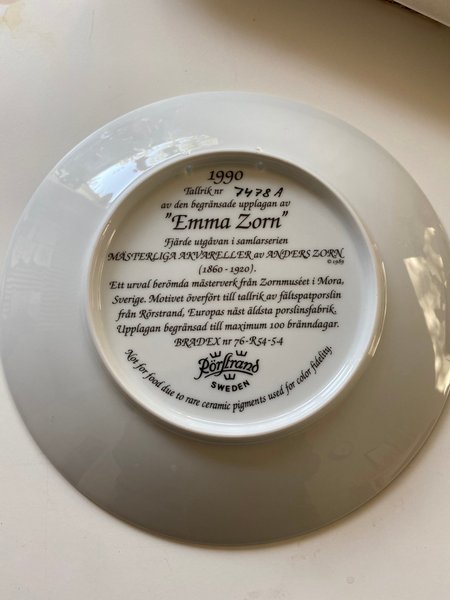 1990
Tallrik nr 7478A
av den begränsade upplagan av
"Emma Zorn"
Fjärde utgåvan i samlarserien
MÄSTERLIGA AKVARELLER av ANDERS ZORN
© 1989
(1860 - 1920).
Ett urval berömda mästerverk från Zornmuseet i Mora,
Sverige. Motivet överfört till tallrik av fältspatporslin
från Rörstrand, Europas näst äldsta porslinsfabrik.
Upplagan begränsad till maximum 100 bränndagar.
BRADEX nr 76-R54-5-4
Rörstrand
SWEDEN
Not for food due to rare ceramic pigments used for color fidelity.